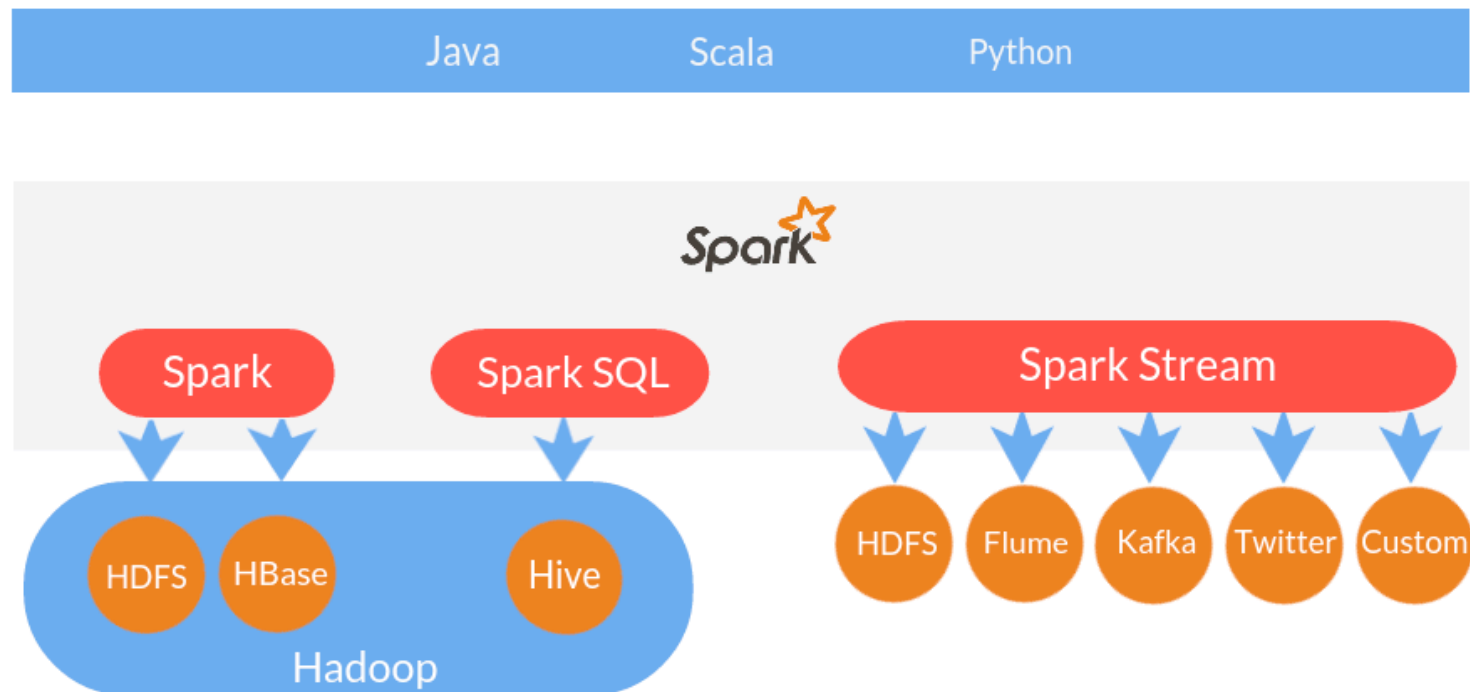 Java Scala Python
Spark
Spark Spark SQL Spark Stream
HDFS HBase Hive HDFS Flume Kafka Twitter Custom
Hadoop